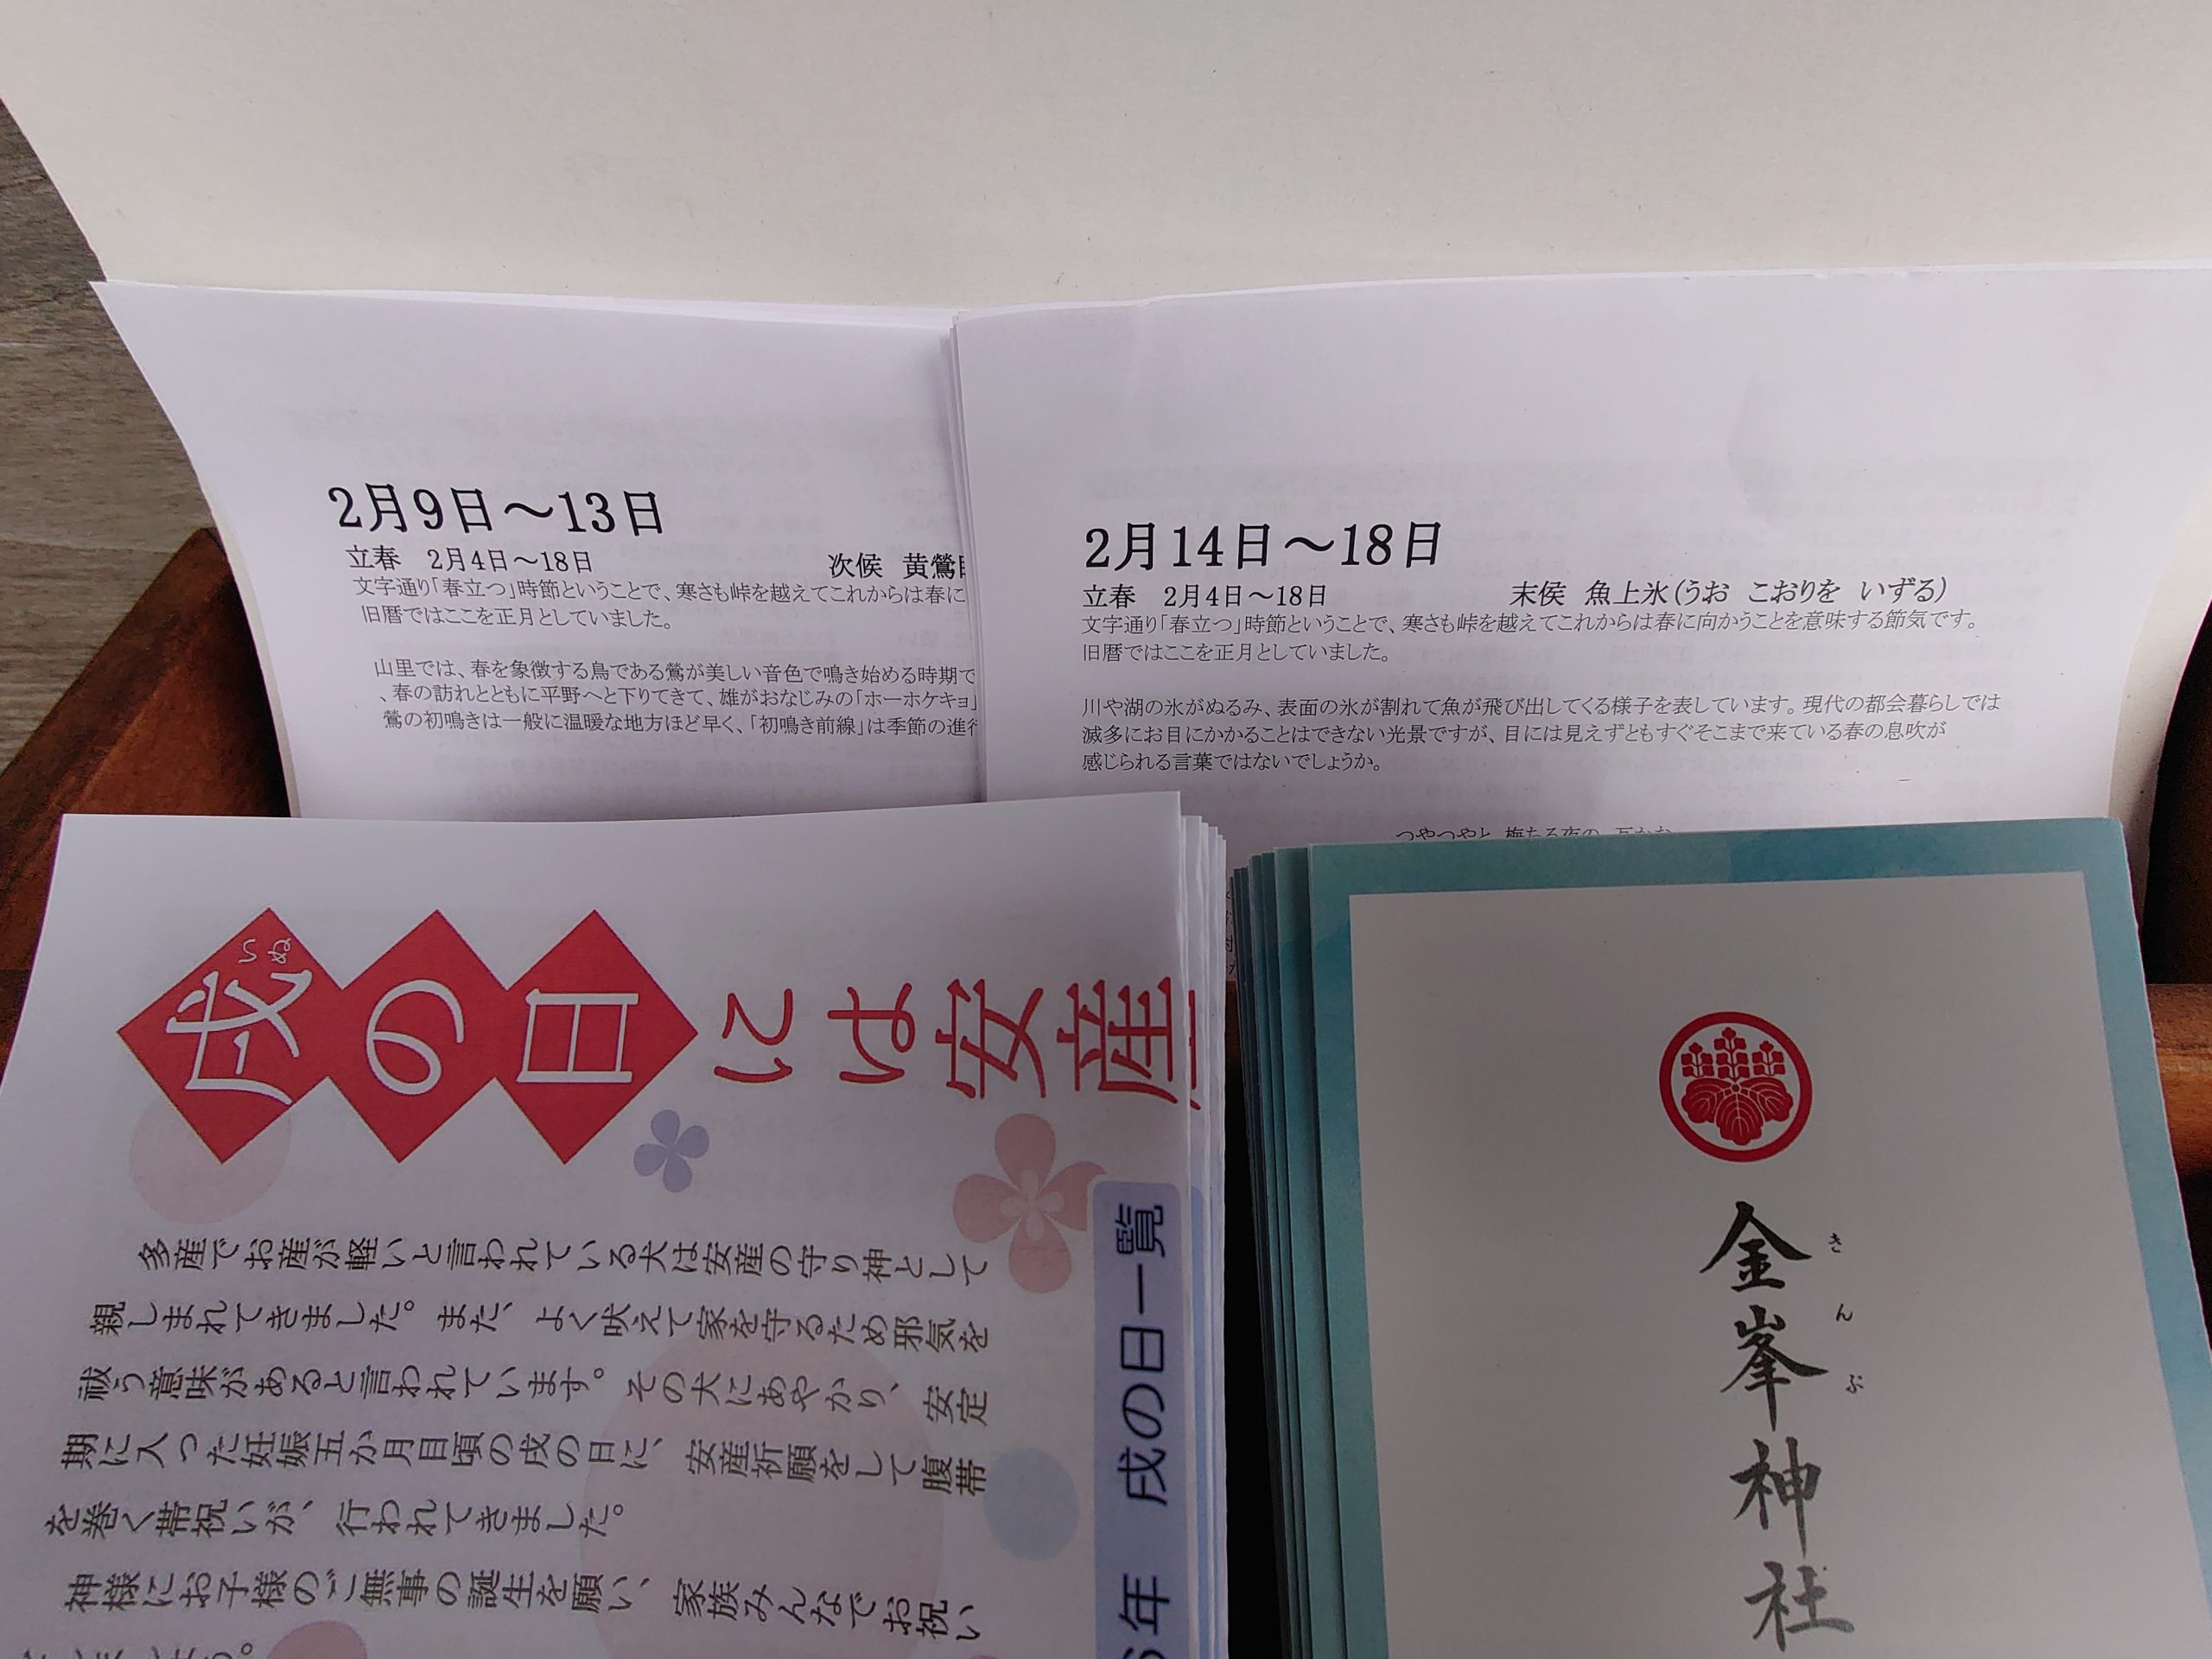 2月9日～13日
立春　2月4日～18日　次候　黄鶯
文字通り「春立つ」時節ということで、寒さも峠を越えてこれからは春に
旧暦ではここを正月としていました。
山里では、春を象徴する鳥である鶯が美しい音色で鳴き始める時期で
、春の訪れとともに平野へと下りてきて、雄がおなじみの「ホーホケキョ」
鶯の初鳴きは一般に温暖な地方ほど早く、「初鳴き前線」は季節の進行
2月14日～18日
立春　2月4日～18日　末侯　魚上氷（うお　こおりを　いずる）
文字通り「春立つ」時節ということで、寒さも峠を越えてこれからは春に向かうことを意味する節気です。
旧暦ではここを正月としていました。
川や湖の氷がぬるみ、表面の氷が割れて魚が飛び出してくる様子を表しています。現代の都会暮らしでは
滅多にお目にかかることはできない光景ですが、目には見えずともすぐそこまで来ている春の息吹が
感じられる言葉ではないでしょうか。
つやつやと　梅ちる夜の
いぬ
戌の日には安産
多産でお産が軽いと言われている犬は安産の守り神として
親しまれてきました。また、よく吠えて家を守るため邪気を
祓う意味があると言われています。その犬にあやかり、安定
期に入った妊娠五か月目頃の戌の日に、安産祈願をして腹帯
を巻く帯祝いが、行われてきました。
神様にお子様のご無事の誕生を願い、家族みんなでお祝い
年　戌の日一覧
金峯神社
きんぶ